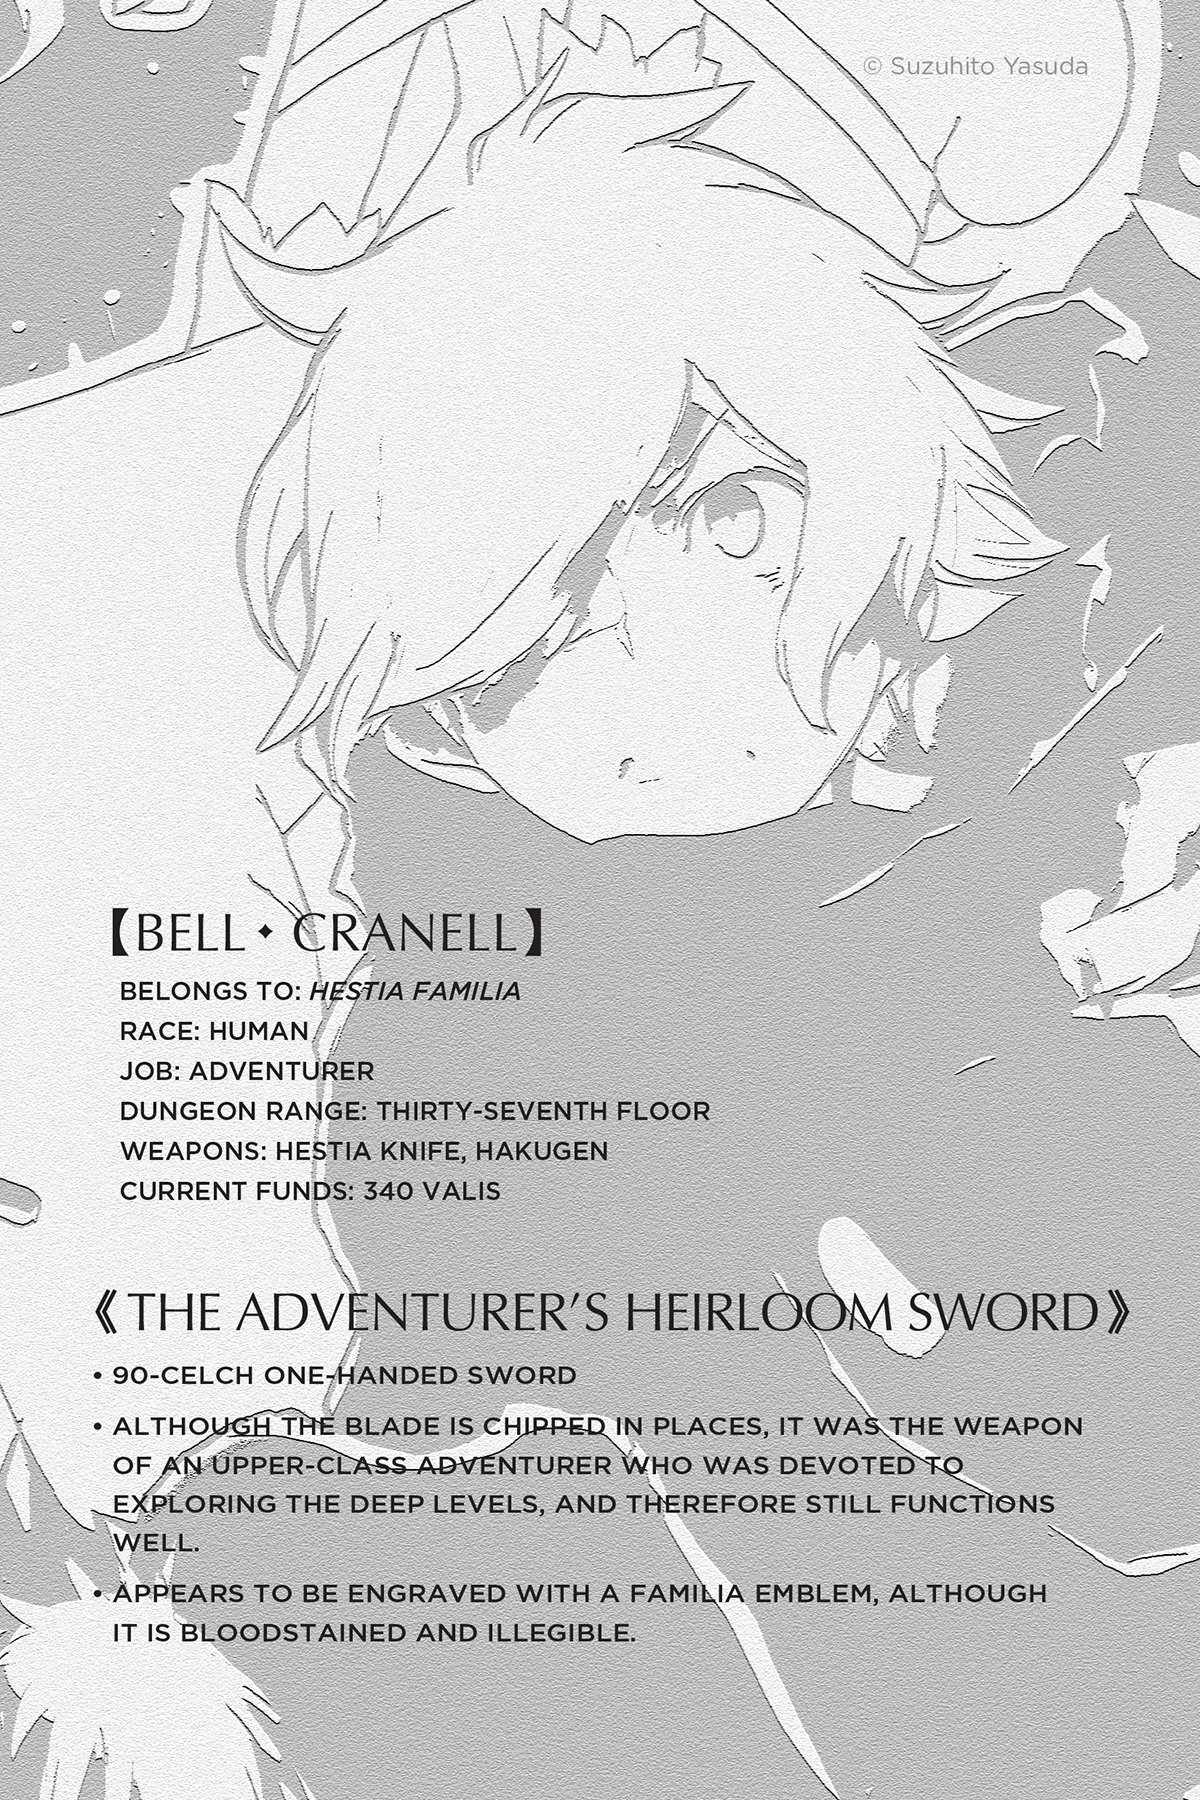 © Suzuhito Yasuda
【BELL・CRANELL】
BELONGS TO: HESTIA FAMILIA
RACE: HUMAN
JOB: ADVENTURER
DUNGEON RANGE: THIRTY-SEVENTH FLOOR
WEAPONS: HESTIA KNIFE, HAKUGEN
CURRENT FUNDS: 340 VALIS
《THE ADVENTURER’S HEIRLOOM SWORD》
• 90-CELCH ONE-HANDED SWORD
• ALTHOUGH THE BLADE IS CHIPPED IN PLACES, IT WAS THE WEAPON
OF AN UPPER-CLASS ADVENTURER WHO WAS DEVOTED TO
EXPLORING THE DEEP LEVELS, AND THEREFORE STILL FUNCTIONS
WELL.
• APPEARS TO BE ENGRAVED WITH A FAMILIA EMBLEM, ALTHOUGH
IT IS BLOODSTAINED AND ILLEGIBLE.